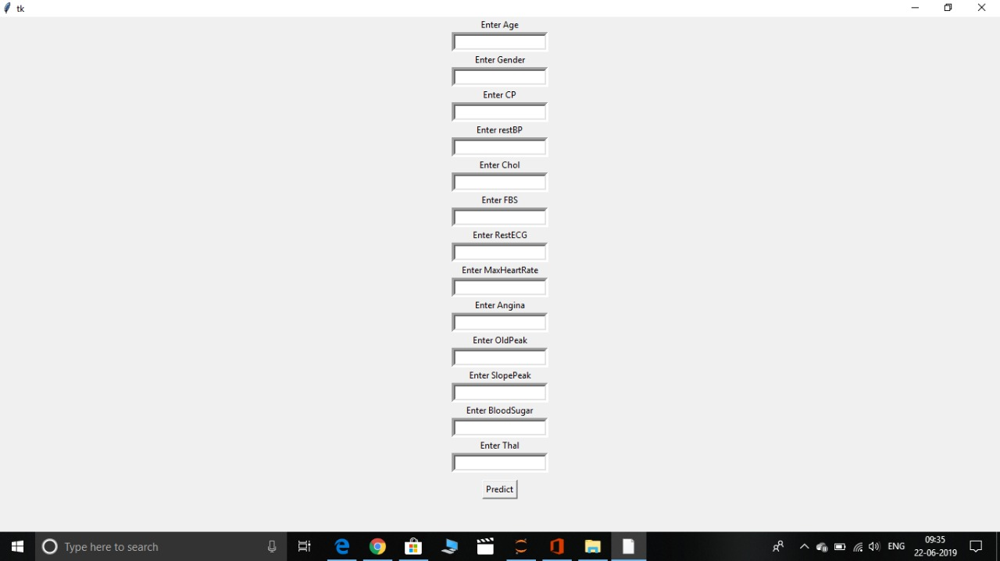 tk
Enter Age
Enter Gender
Enter CP
Enter restBP
Enter Chol
Enter FBS
Enter RestECG
Enter MaxHeartRate
Enter Angina
Enter OldPeak
Enter SlopePeak
Enter BloodSugar
Enter Thal
Predict
Type here to search
ENG
09:35
22-06-2019